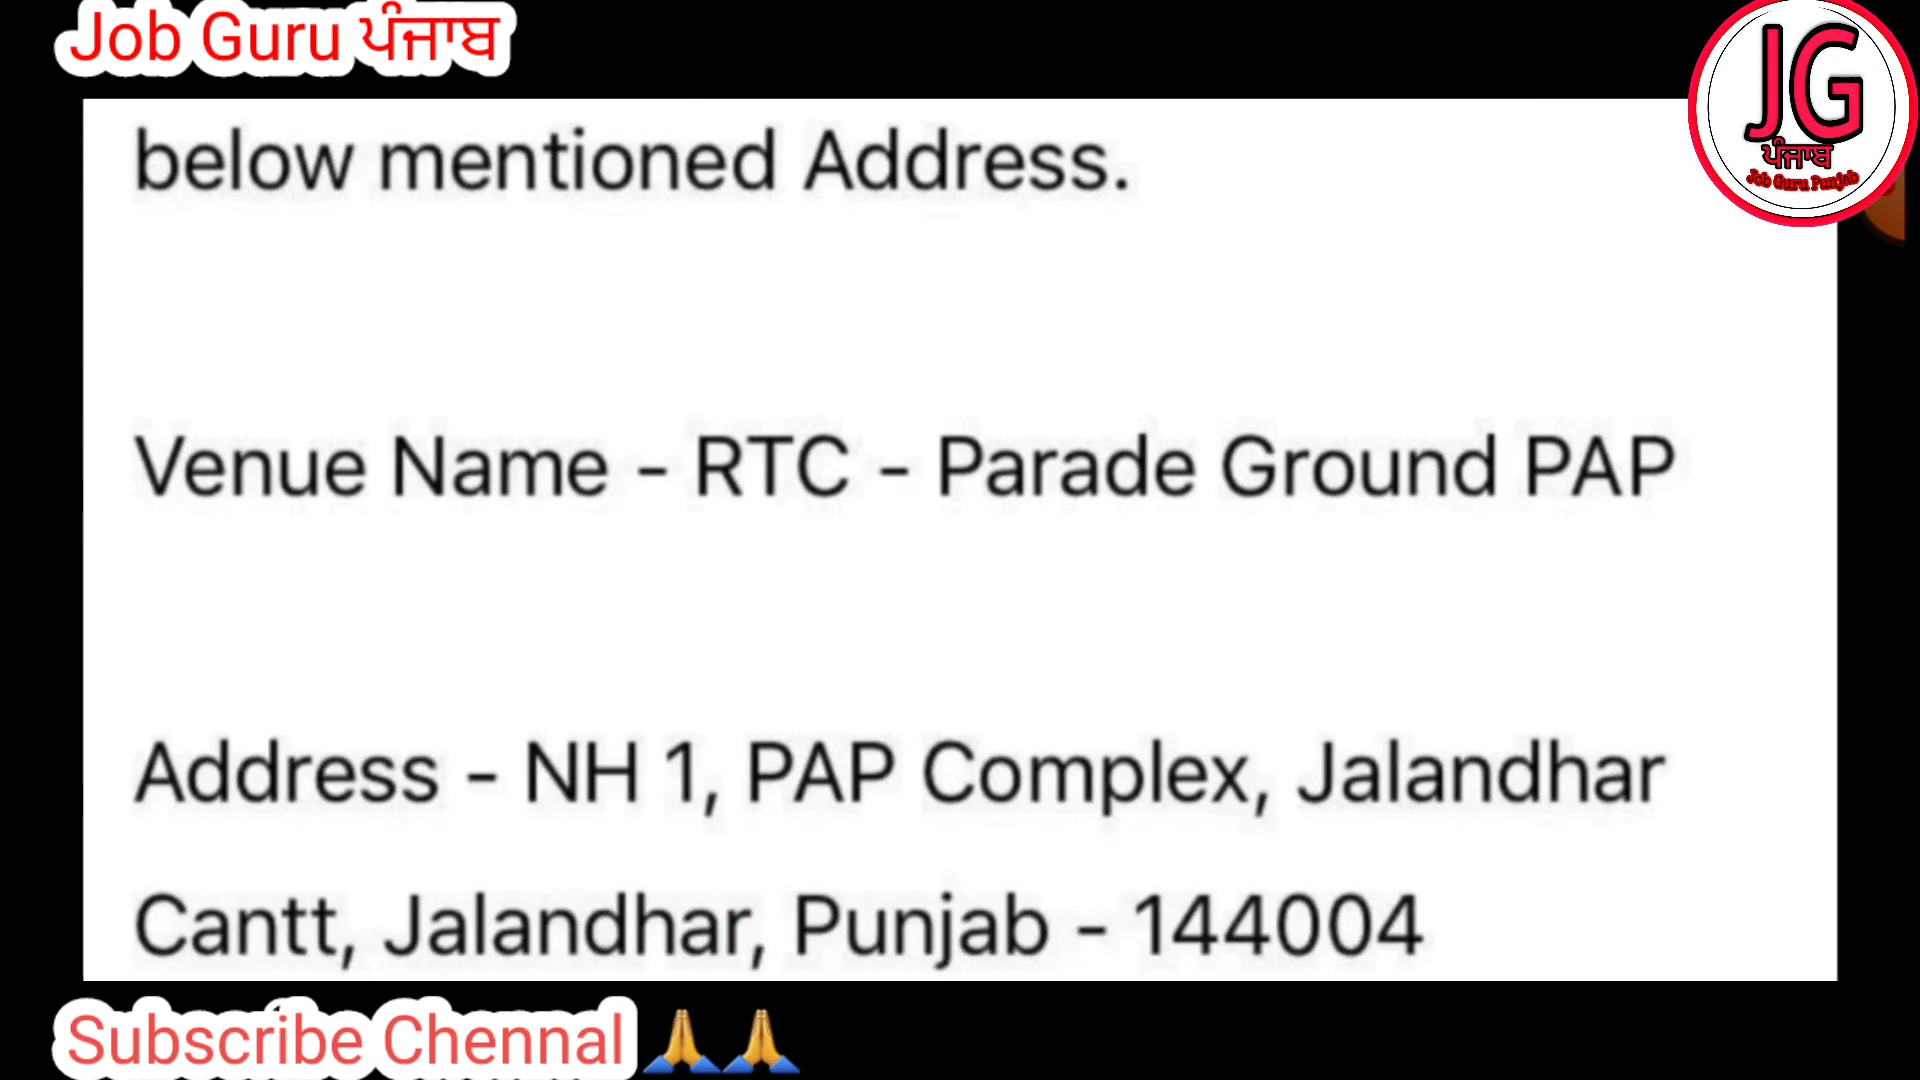 Job Guru ਪੰਜਾਬ
JG
ਪੰਜਾਬ
Job Guru Punjab
below mentioned Address.
Venue Name - RTC - Parade Ground PAP
Address - NH 1, PAP Complex, Jalandhar
Cantt, Jalandhar, Punjab - 144004
Subscribe Chennal 🙏🙏